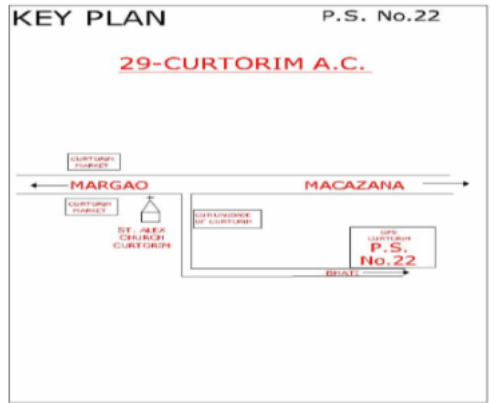 KEY PLAN
P.S. No.22
29-CURTORIM A.C.
CURTORIM
MARKET
MARGAO
MACAZANA
CURTORIM
MARKET
ST. ALEX
CHURCH
CURTORIM
COMUNIDADE
OF CURTORIM
GPS
CURTORIM
P.S.
No.22
BHATI